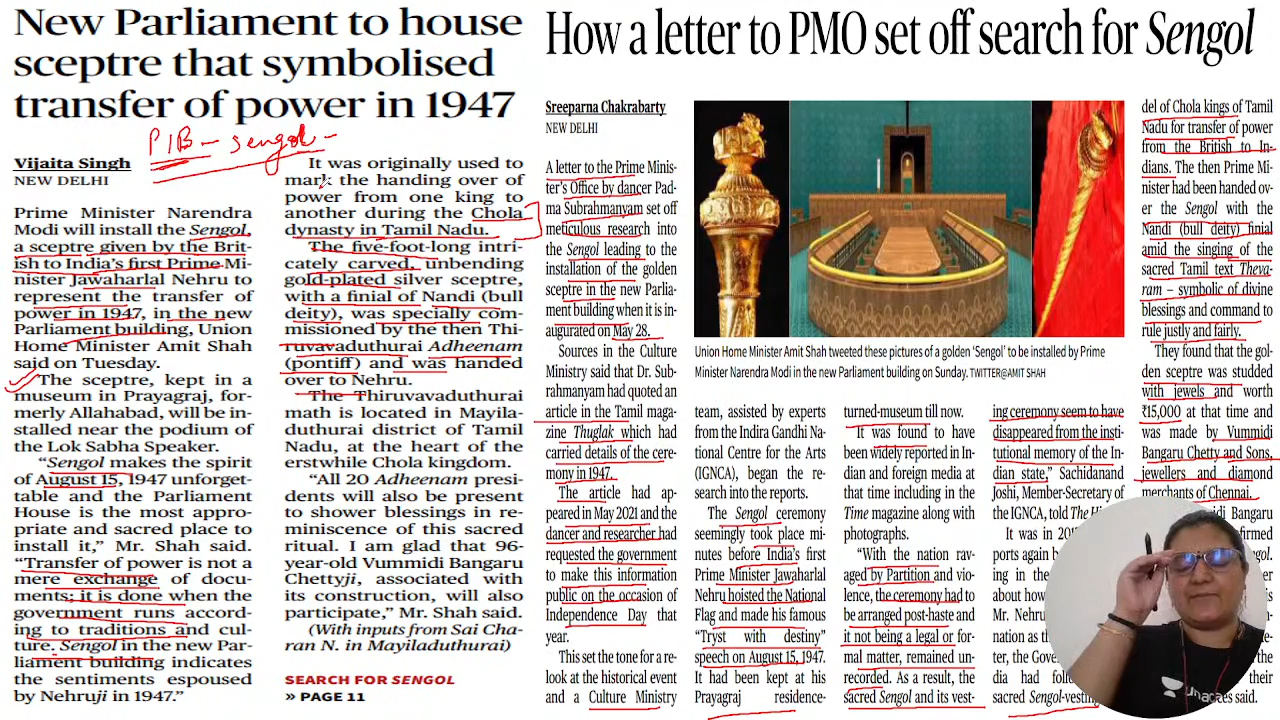 New Parliament to house
sceptre that symbolised
transfer of power in 1947
PIB - sengol -
Vijaita Singh
NEW DELHI
Prime Minister Narendra
Modi will install the Sengol,
a sceptre given by the Brit-
ish to India's first Prime Mi-
nister Jawaharlal Nehru to
represent the transfer of
power in 1947, in the new
Parliament building, Union
Home Minister Amit Shah
said on Tuesday.
The sceptre, kept in a
museum in Prayagraj, for-
merly Allahabad, will be in-
stalled near the podium of
the Lok Sabha Speaker.
"Sengol makes the spirit
of August 15, 1947 unforget-
table and the Parliament
House is the most appro-
priate and sacred place to
install it," Mr. Shah said.
"Transfer of power is not a
mere exchange of docu-
ments; it is done when the
government runs accord-
ing to traditions and cul-
ture. Sengol in the new Par-
liament building indicates
the sentiments espoused
by Nehruji in 1947."
It was originally used to
mark the handing over of
power from one king to
another during the Chola
dynasty in Tamil Nadu.
The five-foot-long intri-
cately carved, unbending
gold-plated silver sceptre,
with a finial of Nandi (bull
deity), was specially com-
missioned by the then Thi-
ruvavaduthurai Adheenam
(pontiff) and was handed
over to Nehru.
The Thiruvavaduthurai
math is located in Mayila-
duthurai district of Tamil
Nadu, at the heart of the
erstwhile Chola kingdom.
"All 20 Adheenam presi-
dents will also be present
to shower blessings in re-
miniscence of this sacred
ritual. I am glad that 96-
year-old Vummidi Bangaru
Chettyji, associated with
its construction, will also
participate," Mr. Shah said.
(With inputs from Sai Cha-
ran N. in Mayiladuthurai)
SEARCH FOR SENGOL
» PAGE 11
How a letter to PMO set off search for Sengol
Sreeparna Chakrabarty
NEW DELHI
A letter to the Prime Minis-
ter's Office by dancer Pad-
ma Subrahmanyam set off
meticulous research into
the Sengol leading to the
installation of the golden
sceptre in the new Parlia-
ment building when it is in-
augurated on May 28.
Sources in the Culture
Ministry said that Dr. Sub-
rahmanyam had quoted an
article in the Tamil maga-
zine Thuglak which had
carried details of the cere-
mony in 1947.
The article had ap-
peared in May 2021 and the
dancer and researcher had
requested the government
to make this information
public on the occasion of
Independence Day that
year.
This set the tone for a re-
look at the historical event
and a Culture Ministry
Union Home Minister Amit Shah tweeted these pictures of a golden 'Sengol' to be installed by Prime
Minister Narendra Modi in the new Parliament building on Sunday. TWITTER@AMIT SHAH
team, assisted by experts
from the Indira Gandhi Na-
tional Centre for the Arts
(IGNCA), began the re-
search into the reports.
The Sengol ceremony
seemingly took place mi-
nutes before India's first
Prime Minister Jawaharlal
Nehru hoisted the National
Flag and made his famous
"Tryst with destiny"
speech on August 15, 1947.
It had been kept at his
Prayagraj residence-
turned-museum till now.
It was found to have
been widely reported in In-
dian and foreign media at
that time including in the
Time magazine along with
photographs.
"With the nation rav-
aged by Partition and vio-
lence, the ceremony had to
be arranged post-haste and
it not being a legal or for-
mal matter, remained un-
recorded. As a result, the
sacred Sengol and its vest-
ing ceremony seem to have
disappeared from the insti-
tutional memory of the In-
dian state," Sachidanand
Joshi, Member-Secretary of
the IGNCA, told The
It was in
ports again
ing in the
about how
Mr. Nehru
nation as
ter, the
dia had
sacred Sengol-
del of Chola kings of Tamil
Nadu for transfer of power
from the British to In-
dians. The then Prime Mi-
nister had been handed ov-
er the Sengol with the
Nandi (bull deity) finial
amid the singing of the
sacred Tamil text Theva-
ram – symbolic of divine
blessings and command to
rule justly and fairly.
They found that the gol-
den sceptre was studded
with jewels and worth
₹15,000 at that time and
was made by Vummidi
Bangaru Chetty and Sons,
jewellers and diamond
merchants of Chennai.
Bangaru
said.